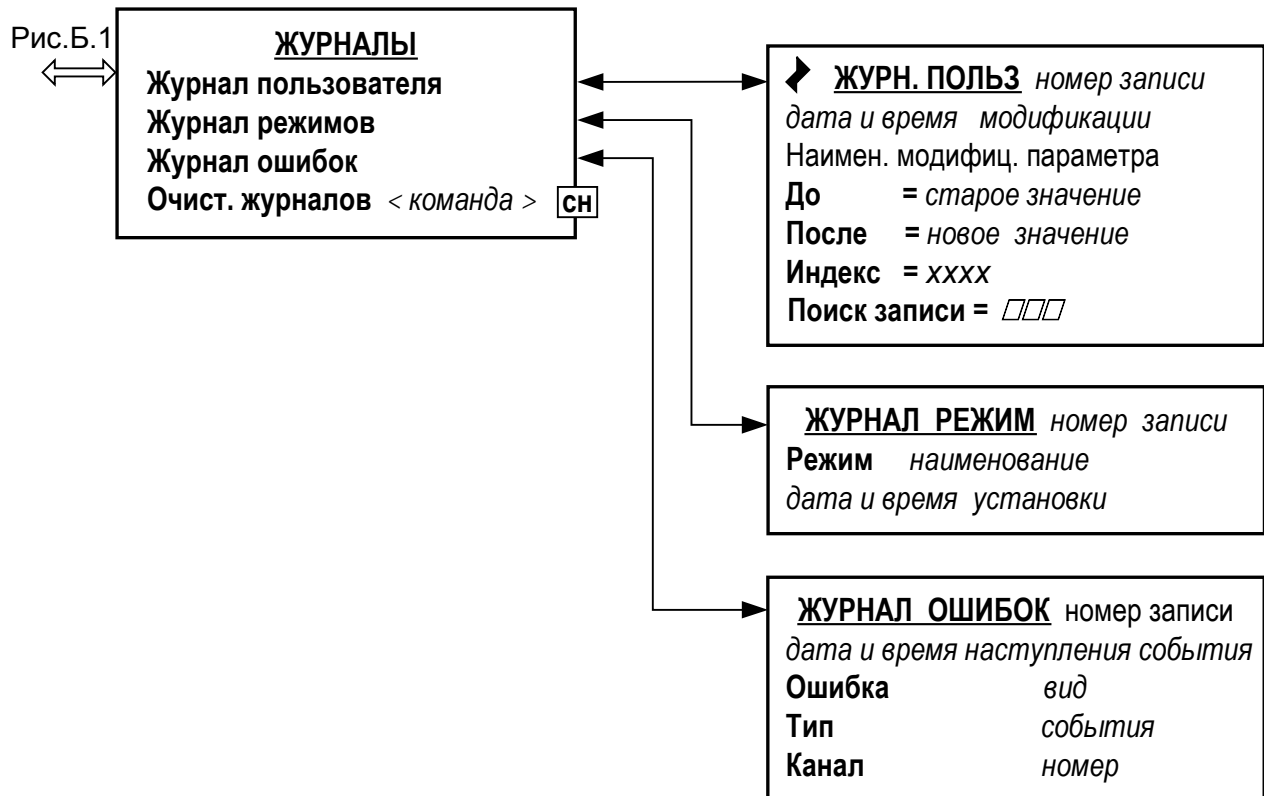 Рис.Б.1
ЖУРНАЛЫ
Журнал пользователя
Журнал режимов
Журнал ошибок
Очист. журналов < команда > СН
ЖУРН. ПОЛЬЗ номер записи
дата и время модификации
Наимен. модифиц. параметра
До = старое значение
После = новое значение
Индекс = xxxx
Поиск записи =
ЖУРНАЛ РЕЖИМ номер записи
Режим наименование
дата и время установки
ЖУРНАЛ ОШИБОК номер записи
дата и время наступления события
Ошибка вид
Тип события
Канал номер